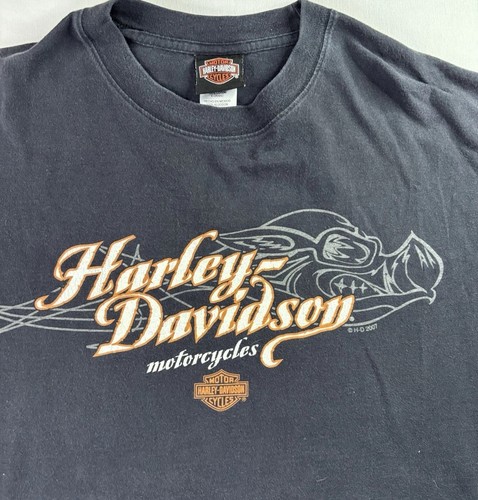 MOTOR
HARLEY-DAVIDSON
CYCLES
Harley-
Davidson®
© H-D 2007
motorcycles
MOTOR
HARLEY-DAVIDSON
CYCLES®